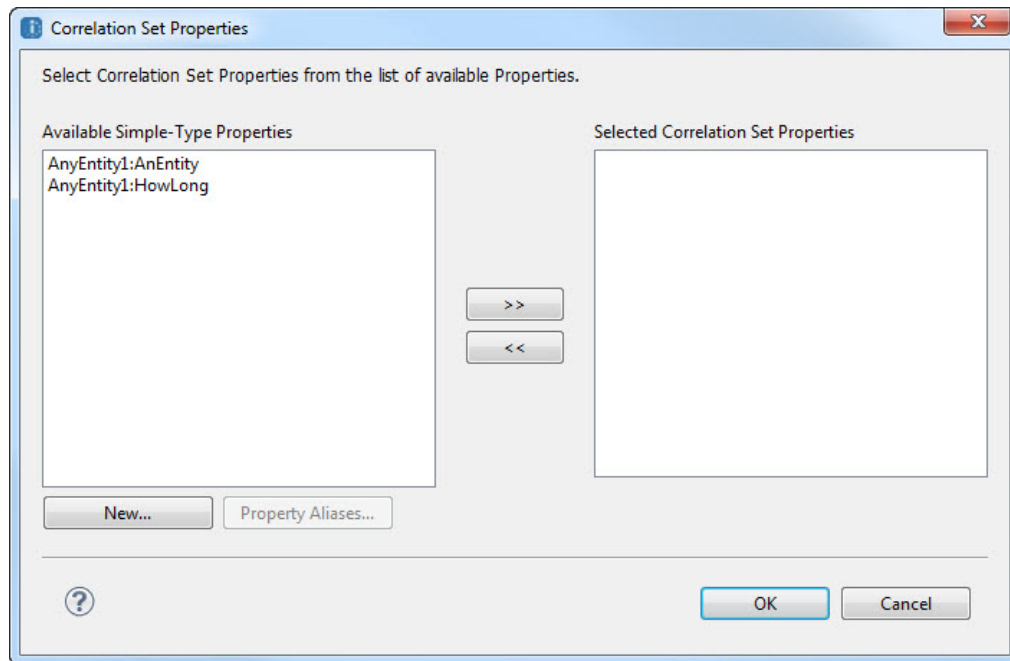 Correlation Set Properties
Select Correlation Set Properties from the list of available Properties.
Available Simple-Type Properties
AnyEntity1:AnEntity
AnyEntity1:HowLong
>>
<<
Selected Correlation Set Properties
New...
Property Aliases...
?
OK
Cancel